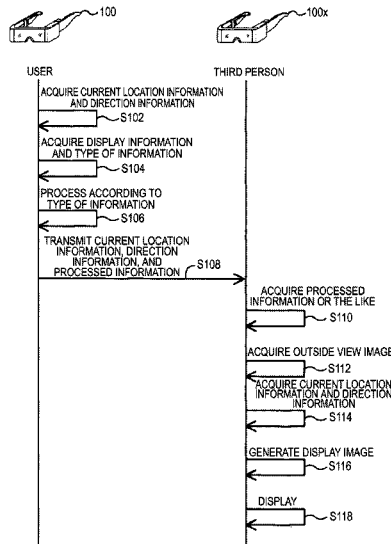 100
100x
USER
THIRD PERSON
ACQUIRE CURRENT LOCATION INFORMATION
AND DIRECTION INFORMATION
S102
ACQUIRE DISPLAY INFORMATION
AND TYPE OF INFORMATION
S104
PROCESS ACCORDING TO
TYPE OF INFORMATION
S106
TRANSMIT CURRENT LOCATION
INFORMATION, DIRECTION
INFORMATION, AND
PROCESSED INFORMATION
S108
ACQUIRE PROCESSED
INFORMATION OR THE LIKE
S110
ACQUIRE OUTSIDE VIEW IMAGE
S112
ACQUIRE CURRENT LOCATION
INFORMATION AND DIRECTION
INFORMATION
S114
GENERATE DISPLAY IMAGE
S116
DISPLAY
S118